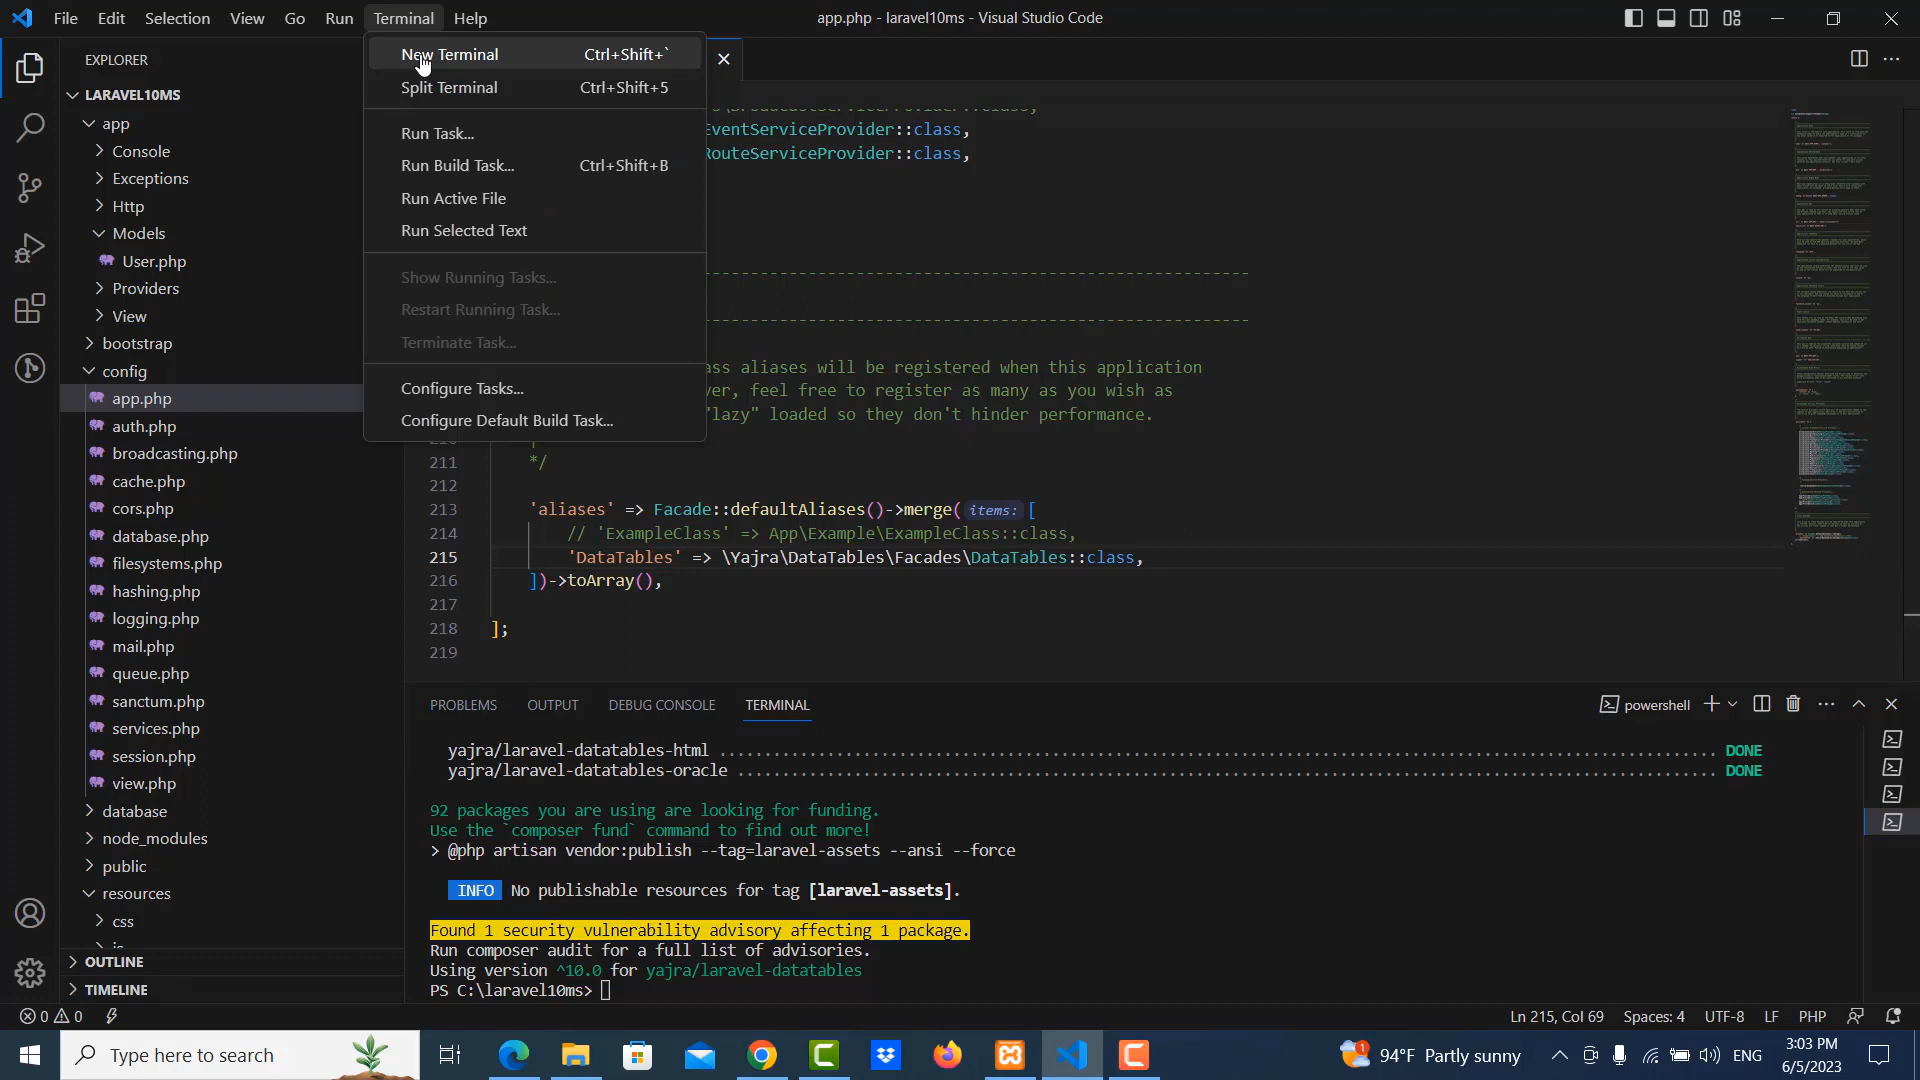 File Edit Selection View Go Run Terminal Help
app.php - laravel10ms - Visual Studio Code
EXPLORER
LARAVEL10MS
app
Console
Exceptions
Http
Models
User.php
Providers
View
bootstrap
config
app.php
auth.php
broadcasting.php
cache.php
cors.php
database.php
filesystems.php
hashing.php
logging.php
mail.php
queue.php
sanctum.php
services.php
session.php
view.php
database
node_modules
public
resources
css
OUTLINE
TIMELINE
New Terminal Ctrl+Shift+`
Split Terminal Ctrl+Shift+5
Run Task...
Run Build Task... Ctrl+Shift+B
Run Active File
Run Selected Text
Show Running Tasks...
Restart Running Task...
Terminate Task...
Configure Tasks...
Configure Default Build Task...
EventServiceProvider::class,
RouteServiceProvider::class,
--------------------------------------------------------
--------------------------------------------------------
ass aliases will be registered when this application
ver, feel free to register as many as you wish as
"lazy" loaded so they don't hinder performance.
211 */
212
213 'aliases' => Facade::defaultAliases()->merge(items: [
214 // 'ExampleClass' => App\Example\ExampleClass::class,
215 'DataTables' => \Yajra\DataTables\Facades\DataTables::class,
216 ])->toArray(),
217
218 ];
219
PROBLEMS OUTPUT DEBUG CONSOLE TERMINAL
powershell
yajra/laravel-datatables-html ........ DONE
yajra/laravel-datatables-oracle ........ DONE
92 packages you are using are looking for funding.
Use the `composer fund` command to find out more!
> @php artisan vendor:publish --tag=laravel-assets --ansi --force
INFO No publishable resources for tag [laravel-assets].
Found 1 security vulnerability advisory affecting 1 package.
Run composer audit for a full list of advisories.
Using version ^10.0 for yajra/laravel-datatables
PS C:\laravel10ms>
0 0
Ln 215, Col 69 Spaces: 4 UTF-8 LF PHP
Type here to search
94°F Partly sunny
ENG
3:03 PM
6/5/2023